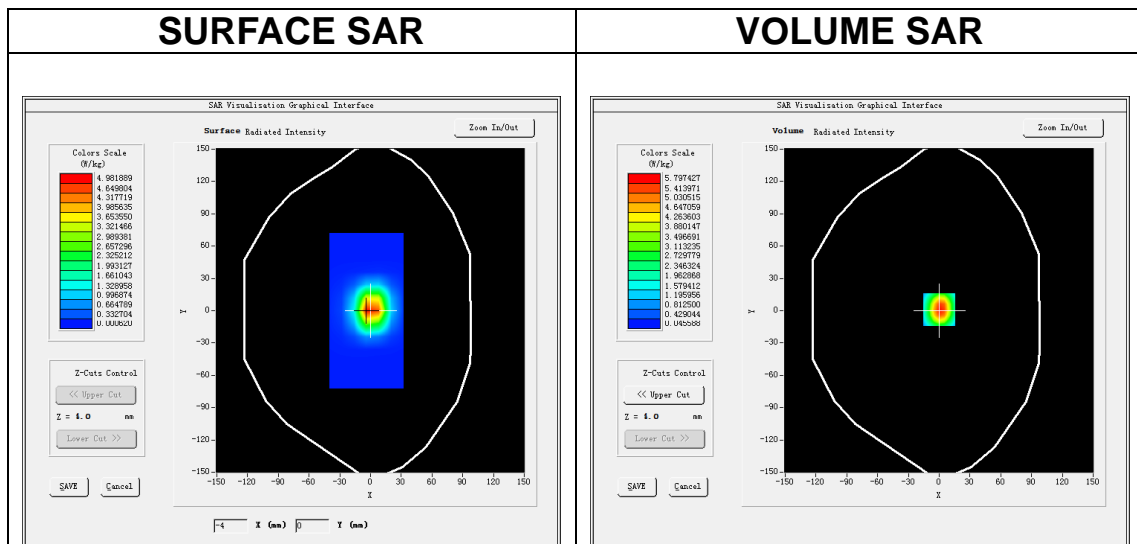 SURFACE SAR
VOLUME SAR
SAR Visualisation Graphical Interface
Surface Radiated Intensity
Zoom In/Out
Colors Scale
(W/kg)
4.981889
4.649804
4.317719
3.985635
3.653550
3.321466
2.989381
2.657296
2.325212
1.993127
1.661043
1.328958
0.996874
0.664789
0.332704
0.000620
150
120
90
60
30
0
-30
-60
-90
-120
-150
Y
-150 -120 -90 -60 -30 0 30 60 90 120 150
X
Z-Cuts Control
<< Upper Cut
Z = 4.0 mm
Lower Cut >>
SAVE Cancel
-4 X (mm) 0 Y (mm)
SAR Visualisation Graphical Interface
Volume Radiated Intensity
Zoom In/Out
Colors Scale
(W/kg)
5.797427
5.413971
5.030515
4.647059
4.263603
3.880147
3.496691
3.113235
2.729779
2.346324
1.962868
1.579412
1.195956
0.812500
0.429044
0.045588
150
120
90
60
30
0
-30
-60
-90
-120
-150
Y
-150 -120 -90 -60 -30 0 30 60 90 120 150
X
Z-Cuts Control
<< Upper Cut
Z = 4.0 mm
Lower Cut >>
SAVE Cancel